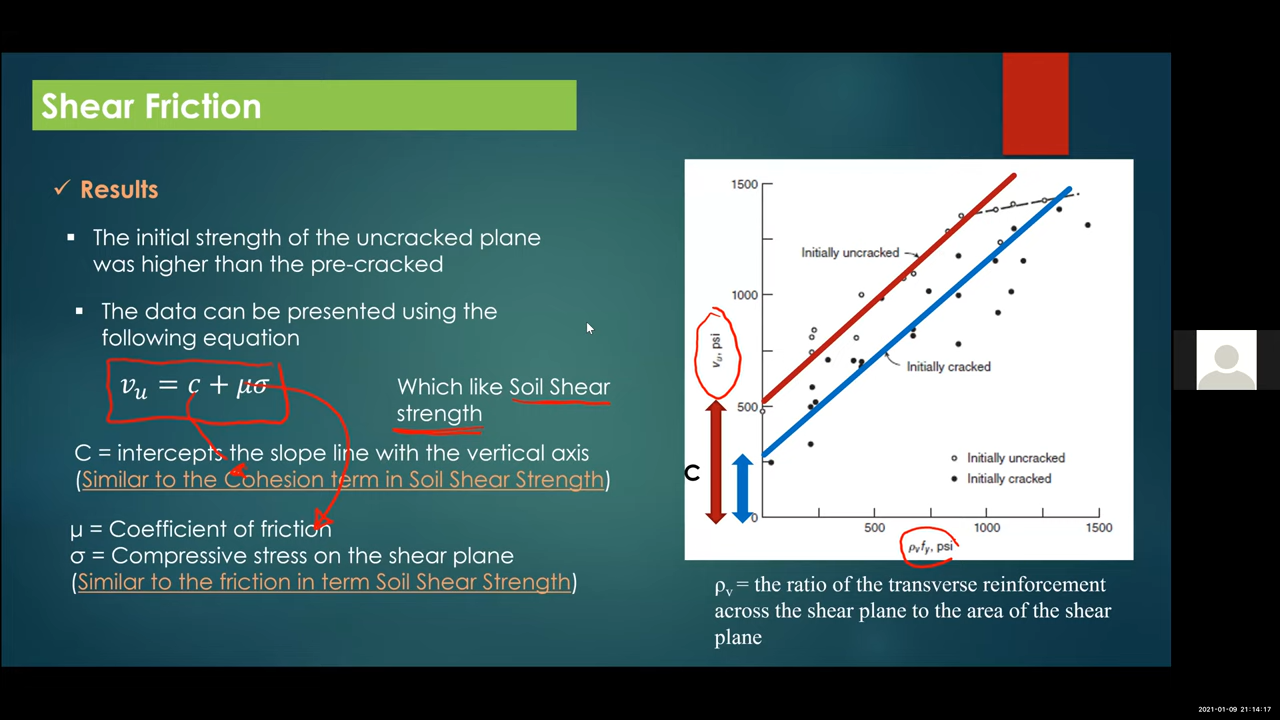 Shear Friction
✓ Results
▪ The initial strength of the uncracked plane
was higher than the pre-cracked
▪ The data can be presented using the
following equation
v_u = c + μσ
Which like Soil Shear
strength
C = intercepts the slope line with the vertical axis
(Similar to the Cohesion term in Soil Shear Strength)
μ = Coefficient of friction
σ = Compressive stress on the shear plane
(Similar to the friction in term Soil Shear Strength)
1500
1000
500
0
v_u, psi
C
Initially uncracked
Initially cracked
○ Initially uncracked
● Initially cracked
500 1000 1500
ρ_v f_y, psi
ρ_v = the ratio of the transverse reinforcement
across the shear plane to the area of the shear
plane
2021-01-09 21:14:17